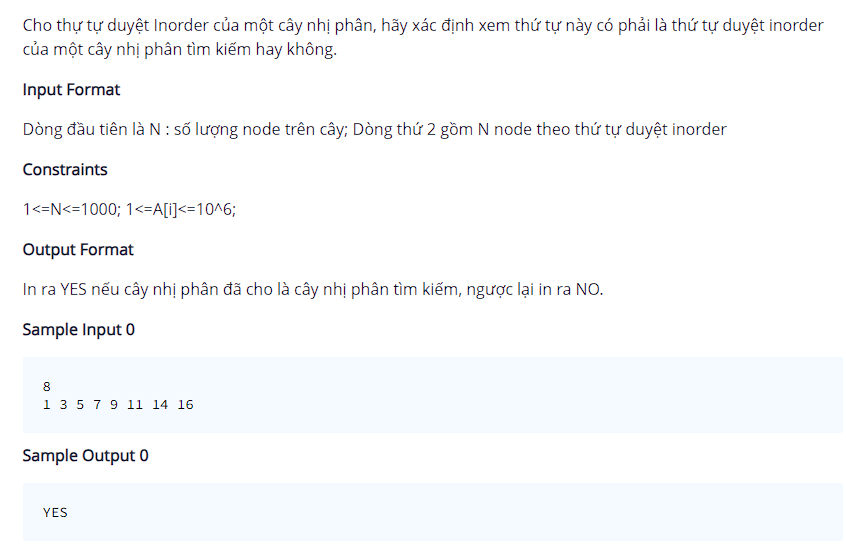 Cho thự tự duyệt Inorder của một cây nhị phân, hãy xác định xem thứ tự này có phải là thứ tự duyệt inorder
của một cây nhị phân tìm kiếm hay không.
Input Format
Dòng đầu tiên là N : số lượng node trên cây; Dòng thứ 2 gồm N node theo thứ tự duyệt inorder
Constraints
1<=N<=1000; 1<=A[i]<=10^6;
Output Format
In ra YES nếu cây nhị phân đã cho là cây nhị phân tìm kiếm, ngược lại in ra NO.
Sample Input 0
8
1 3 5 7 9 11 14 16
Sample Output 0
YES